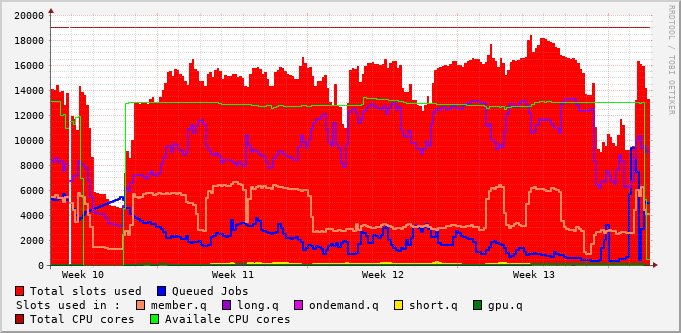 20000
18000
16000
14000
12000
10000
8000
6000
4000
2000
0
Week 10 Week 11 Week 12 Week 13
RRDTOOL / TOBI OETIKER
Total slots used Queued Jobs
Slots used in : member.q long.q ondemand.q short.q gpu.q
Total CPU cores Availale CPU cores